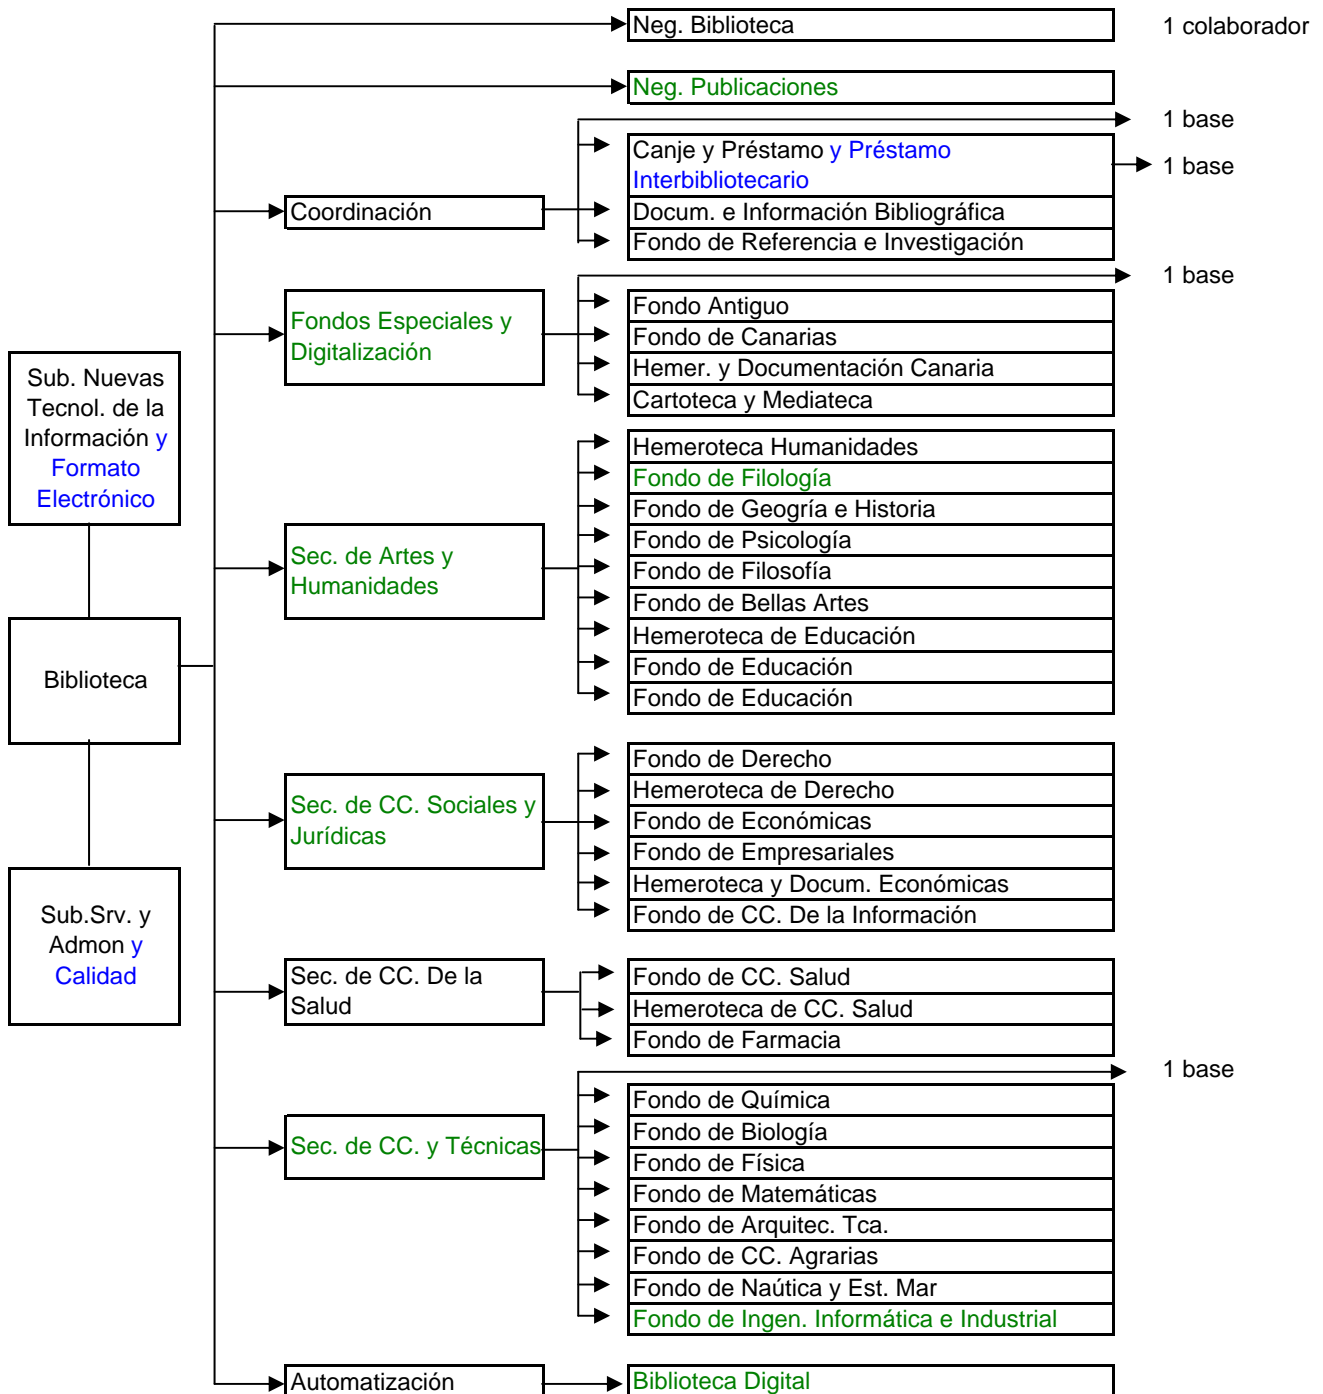 Neg. Biblioteca
1 colaborador
Neg. Publicaciones
1 base
Canje y Préstamo y Préstamo
Interbibliotecario
1 base
Coordinación
Docum. e Información Bibliográfica
Fondo de Referencia e Investigación
1 base
Fondos Especiales y
Digitalización
Fondo Antiguo
Fondo de Canarias
Hemer. y Documentación Canaria
Cartoteca y Mediateca
Sub. Nuevas
Tecnol. de la
Información y
Formato
Electrónico
Hemeroteca Humanidades
Fondo de Filología
Fondo de Geogría e Historia
Fondo de Psicología
Fondo de Filosofía
Fondo de Bellas Artes
Hemeroteca de Educación
Fondo de Educación
Fondo de Educación
Sec. de Artes y
Humanidades
Biblioteca
Fondo de Derecho
Hemeroteca de Derecho
Fondo de Económicas
Fondo de Empresariales
Hemeroteca y Docum. Económicas
Fondo de CC. De la Información
Sec. de CC. Sociales y
Jurídicas
Sub.Srv. y
Admon y
Calidad
Sec. de CC. De la
Salud
Fondo de CC. Salud
Hemeroteca de CC. Salud
Fondo de Farmacia
1 base
Sec. de CC. y Técnicas
Fondo de Química
Fondo de Biología
Fondo de Física
Fondo de Matemáticas
Fondo de Arquitec. Tca.
Fondo de CC. Agrarias
Fondo de Naútica y Est. Mar
Fondo de Ingen. Informática e Industrial
Automatización
Biblioteca Digital